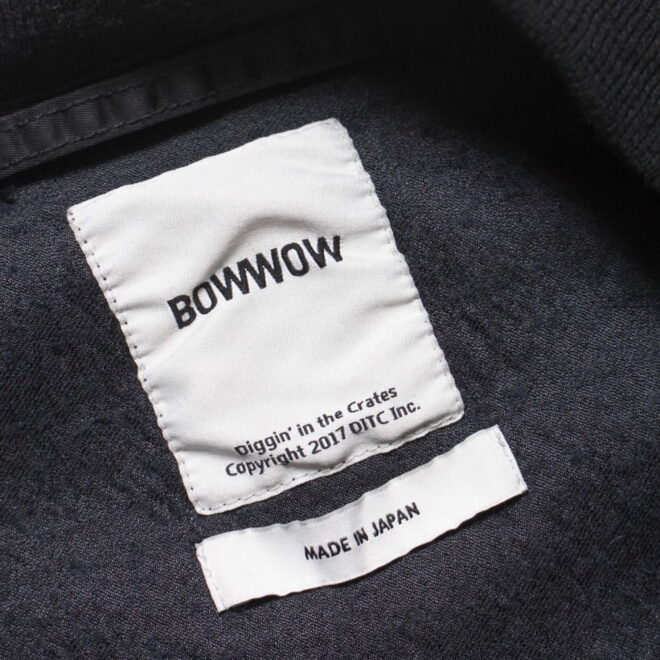 BOWWOW
Diggin' in the Crates
Copyright 2017 DITC Inc.
MADE IN JAPAN